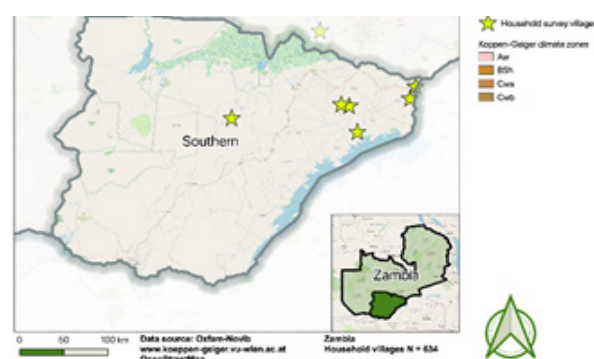 Household survey villages
Koppen-Geiger climate zones
Aw
BSh
Cwa
Cwb
Southern
Zambia
0 50 100 km
Data source: Oxfam-Novib
www.koppen-geiger.vu-wien.ac.at
OpenStreetMap
Zambia
Household villages N = 634